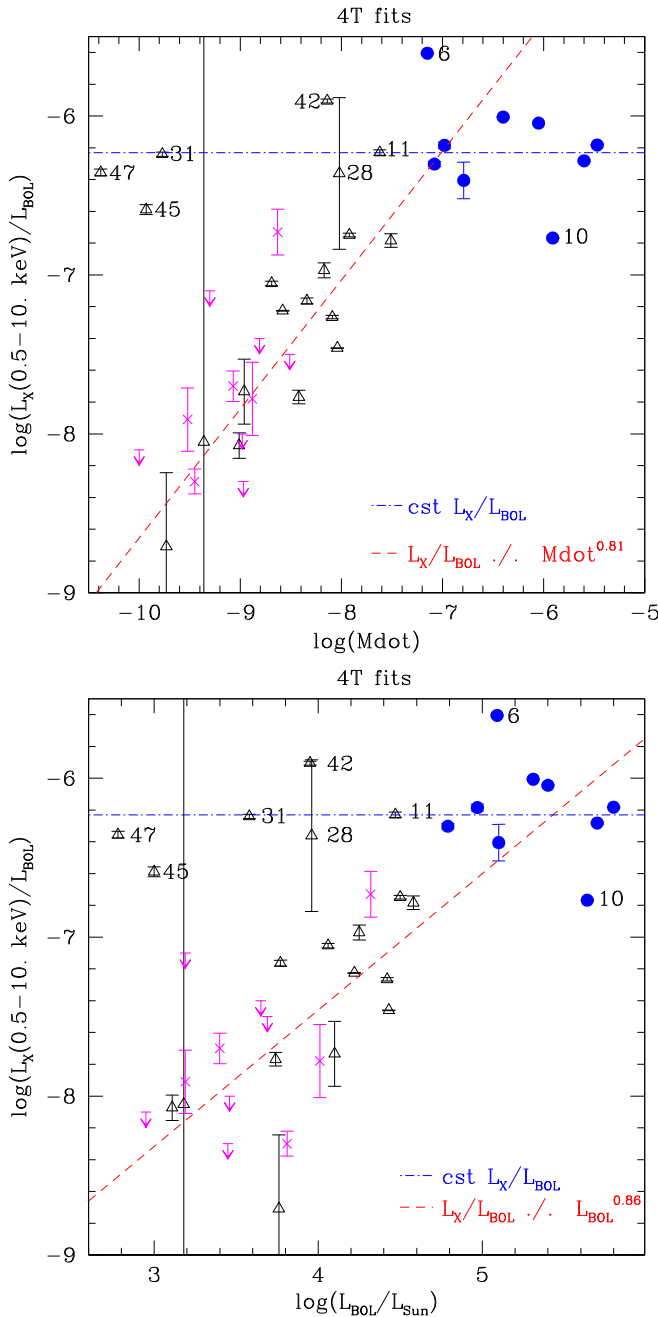 4T fits
6
−6
42
31
11
47
28
45
10
−7
log(L_X(0.5−10. keV)/L_BOL)
−8
cst L_X/L_BOL
L_X/L_BOL ./. Mdot^0.81
−9
−10 −9 −8 −7 −6 −5
log(Mdot)
4T fits
6
−6
42
31
11
47
28
45
10
−7
log(L_X(0.5−10. keV)/L_BOL)
−8
cst L_X/L_BOL
L_X/L_BOL ./. L_BOL^0.86
−9
3 4 5
log(L_BOL/L_Sun)